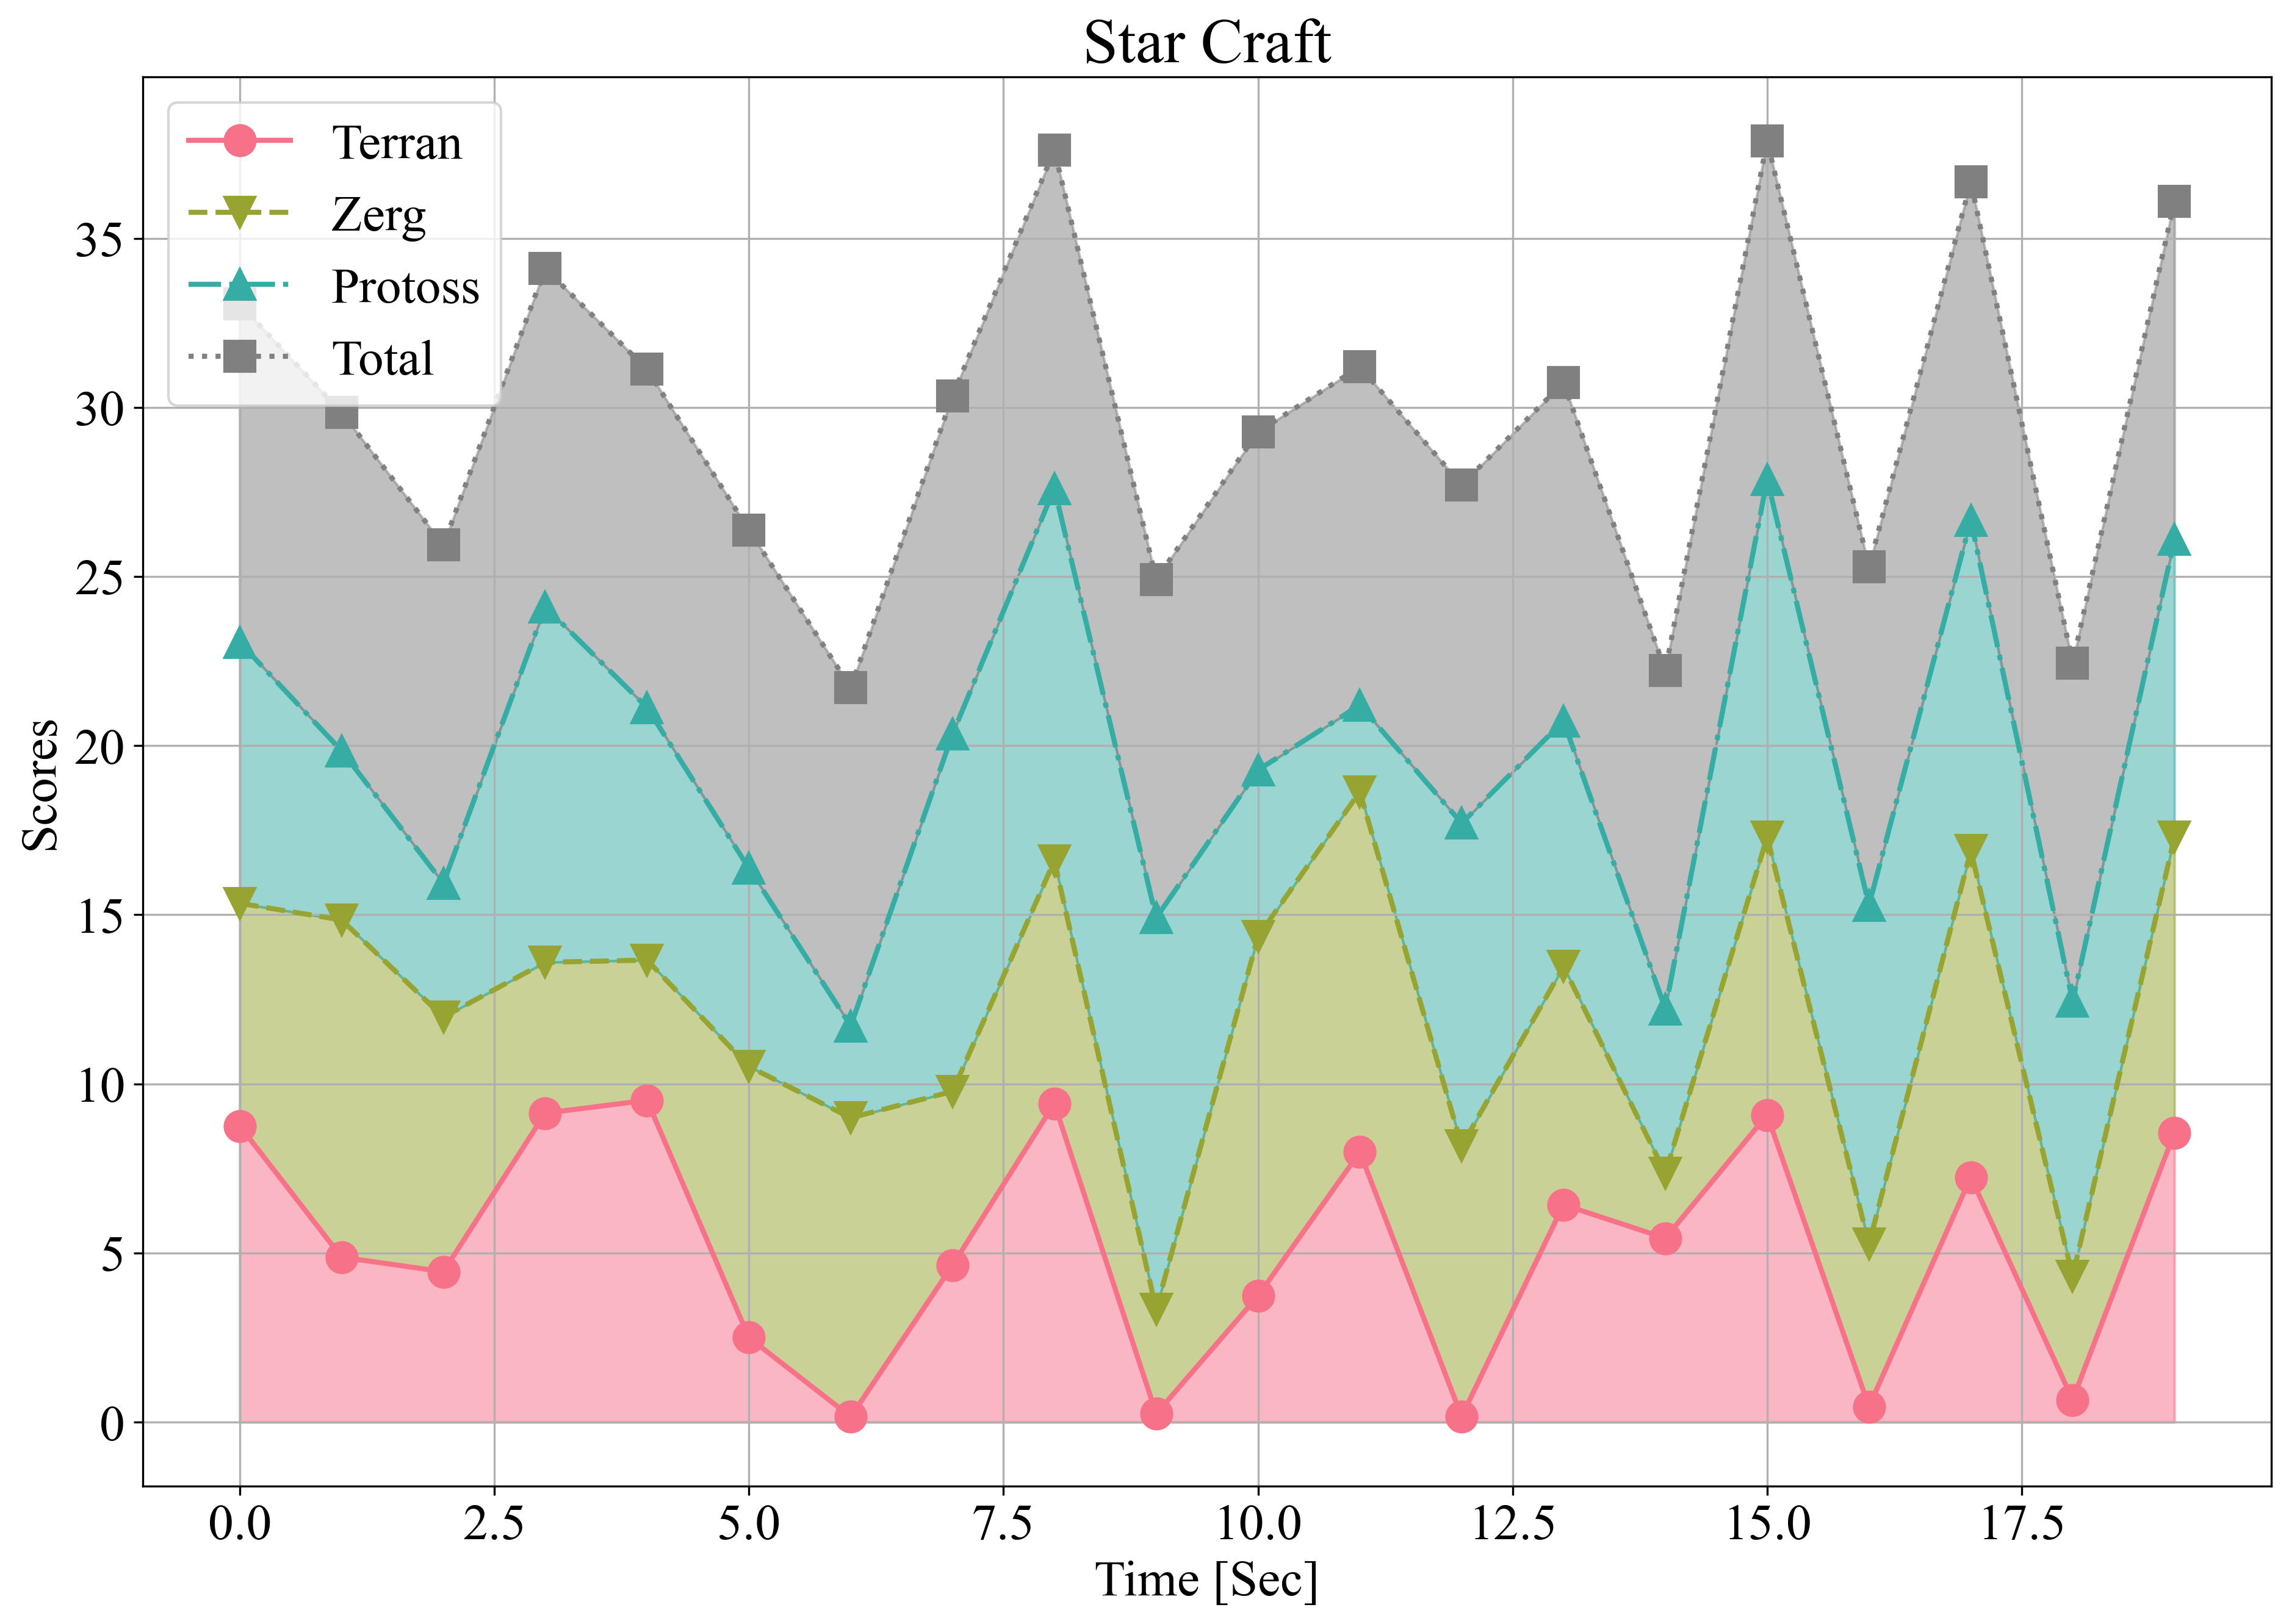 Star Craft
Terran
Zerg
Protoss
Total
35
30
25
20
15
10
5
0
Scores
0.0 2.5 5.0 7.5 10.0 12.5 15.0 17.5
Time [Sec]